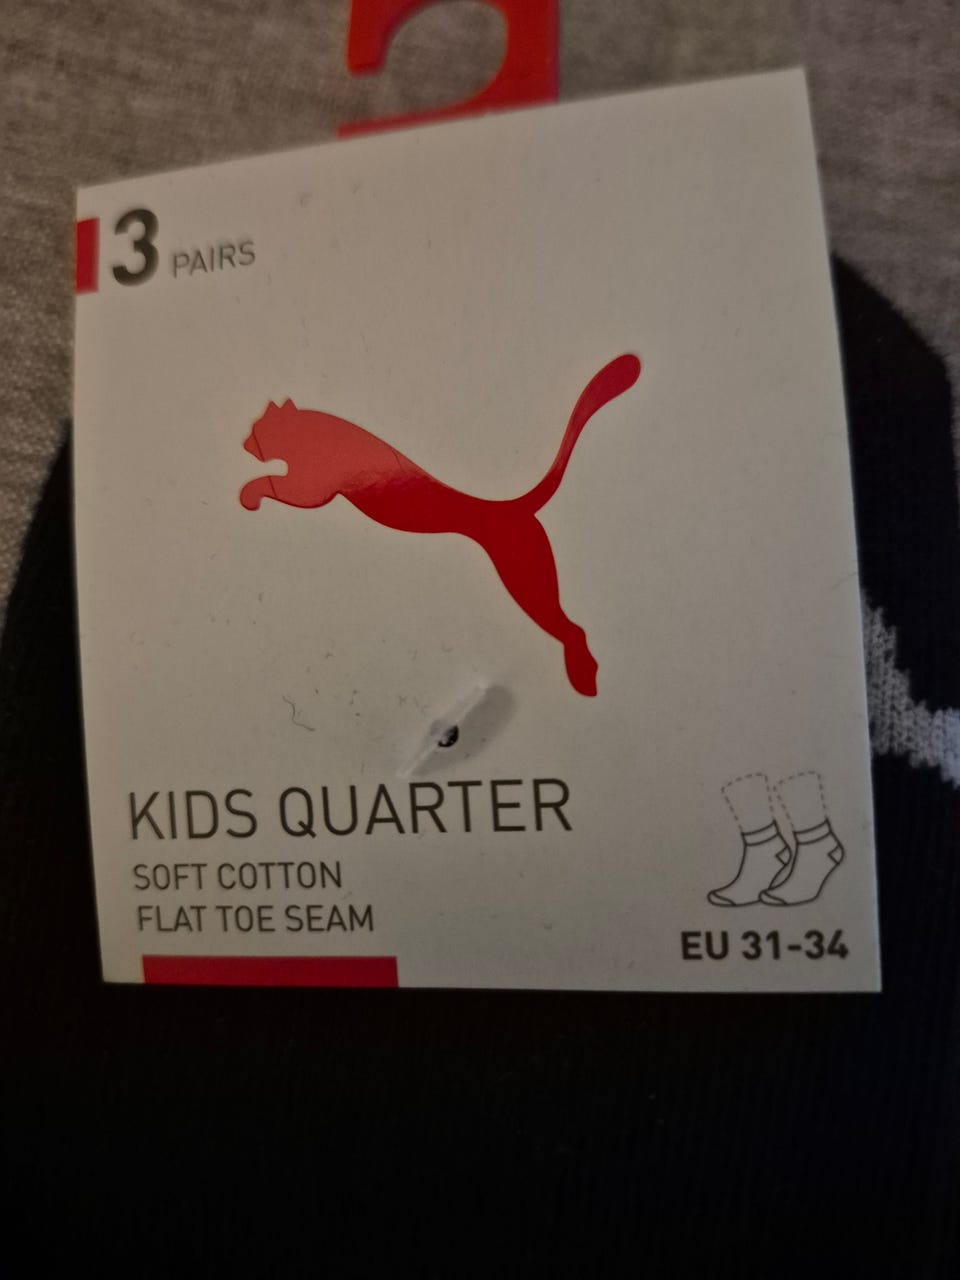 3 PAIRS
KIDS QUARTER
SOFT COTTON
FLAT TOE SEAM
EU 31-34